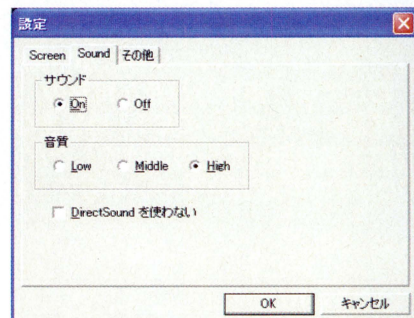 設定
Screen Sound その他
サウンド
On Off
音質
Low Middle High
DirectSound を使わない
OK キャンセル